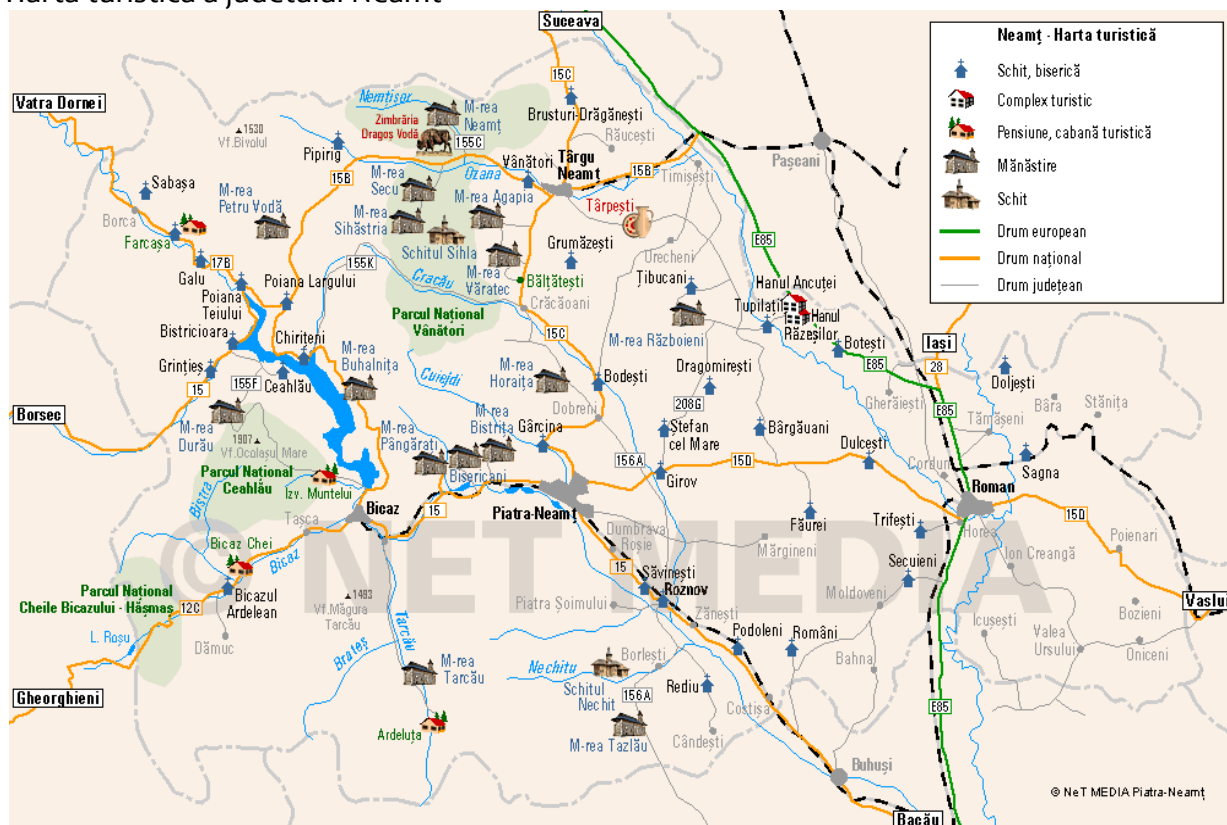 Harta turistică a județului Neamț
Suceava
Vatra Dornei
Neamț - Harta turistică
Schit, biserică
Complex turistic
Pensiune, cabană turistică
Mănăstire
Schit
Drum european
Drum național
Drum județean
15C
Nemțișor
M-rea
Neamț
Zimbrăria
Dragoș Vodă
155C
Brusturi-Drăgănești
Răucești
1530
Vf.Bivolul
Pipirig
Vânători
Târgu
Neamț
Ozana
15B
15B
Timișești
Pașcani
Sabașa
Borca
M-rea
Petru Vodă
M-rea
Secu
M-rea Agapia
Târpești
M-rea
Sihăstria
Schitul Sihla
Farcașa
Galu
17B
155K
Grumăzești
Urecheni
E85
M-rea
Văratec
Bălțătești
Cracău
Țibucani
Hanul Ancuței
Poiana
Teiului
Poiana Largului
Crăcăoani
Parcul Național
Vânători
Tupilați
Hanul
Răzeșilor
Bistricioara
Chirițeni
M-rea Războieni
Botești
Iași
28
15C
Grințieș
15
155F
Ceahlău
M-rea
Buhalnița
Cuiejdi
M-rea
Horaița
Bodești
Dragomirești
E85
Doljești
Gherăiești
Bâra
Stănița
Borsec
M-rea
Durău
Dobreni
208G
E85
Tămășeni
M-rea
Pângărați
M-rea
Bistrița
Gârcina
Ștefan
cel Mare
Bârgăuani
Dulcești
1907
Vf.Ocolașul Mare
Parcul Național
Ceahlău
Bisericani
156A
15D
Girov
Cordun
Sagna
Bistra
Izv. Muntelui
Roman
Bicaz
15
Piatra-Neamț
Făurei
Trifești
Horea
15D
Tașca
Dumbrava
Roșie
Mărgineni
Ion Creangă
Poienari
Bicaz Chei
Bicaz
© NeT MEDIA
15
Săvinești
Roznov
Secuieni
Parcul Național
Cheile Bicazului - Hășmaș
12C
Bicazul
Ardelean
1483
Vf.Măgura
Tarcău
Piatra Șoimului
Zănești
Moldoveni
Icușești
Bozieni
Vaslui
L. Roșu
Dămuc
Tarcău
Brateș
Podoleni
Români
Valea
Ursului
Oniceni
Nechitu
Borlești
Bahna
M-rea
Tarcău
Schitul
Nechit
156A
Rediu
Costișa
E85
Gheorghieni
Ardeluța
M-rea Tazlău
Cândești
Buhuși
© NeT MEDIA Piatra-Neamț
Bacău